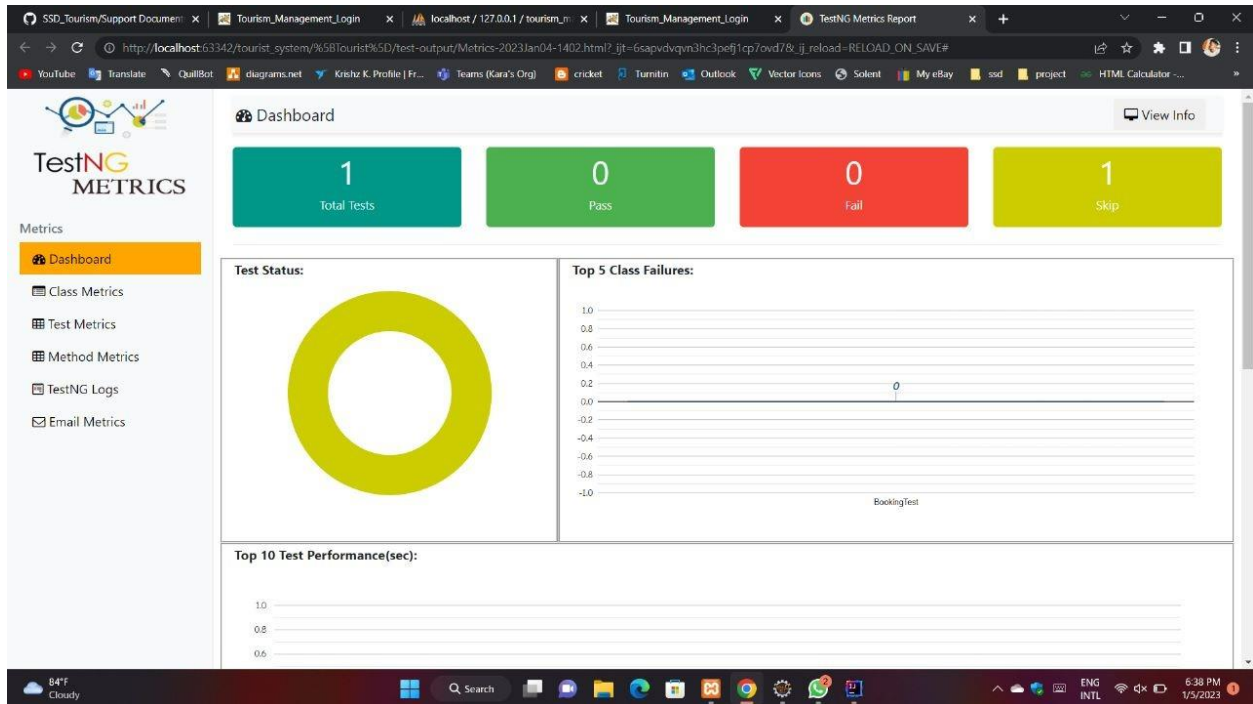 SSD_Tourism/Support Document
Tourism_Management_Login
localhost / 127.0.0.1 / tourism_m
Tourism_Management_Login
TestNG Metrics Report
http://localhost:63342/tourist_system/%5BTourist%5D/test-output/Metrics-2023Jan04-1402.html?_ijt=6sapvdvqvn3hc3pefj1cp7ovd7&_ij_reload=RELOAD_ON_SAVE#
YouTube Translate QuillBot diagrams.net Krishz K. Profile | Fr... Teams (Kara's Org) cricket Turnitin Outlook Vector Icons Solent My eBay ssd project HTML Calculator -...
TestNG
METRICS
Metrics
Dashboard
Class Metrics
Test Metrics
Method Metrics
TestNG Logs
Email Metrics
Dashboard
View Info
1
Total Tests
0
Pass
0
Fail
1
Skip
Test Status:
Top 5 Class Failures:
1.0
0.8
0.6
0.4
0.2
0.0
-0.2
-0.4
-0.6
-0.8
-1.0
0
BookingTest
Top 10 Test Performance(sec):
1.0
0.8
0.6
84°F
Cloudy
Search
ENG
INTL
6:38 PM
1/5/2023
1